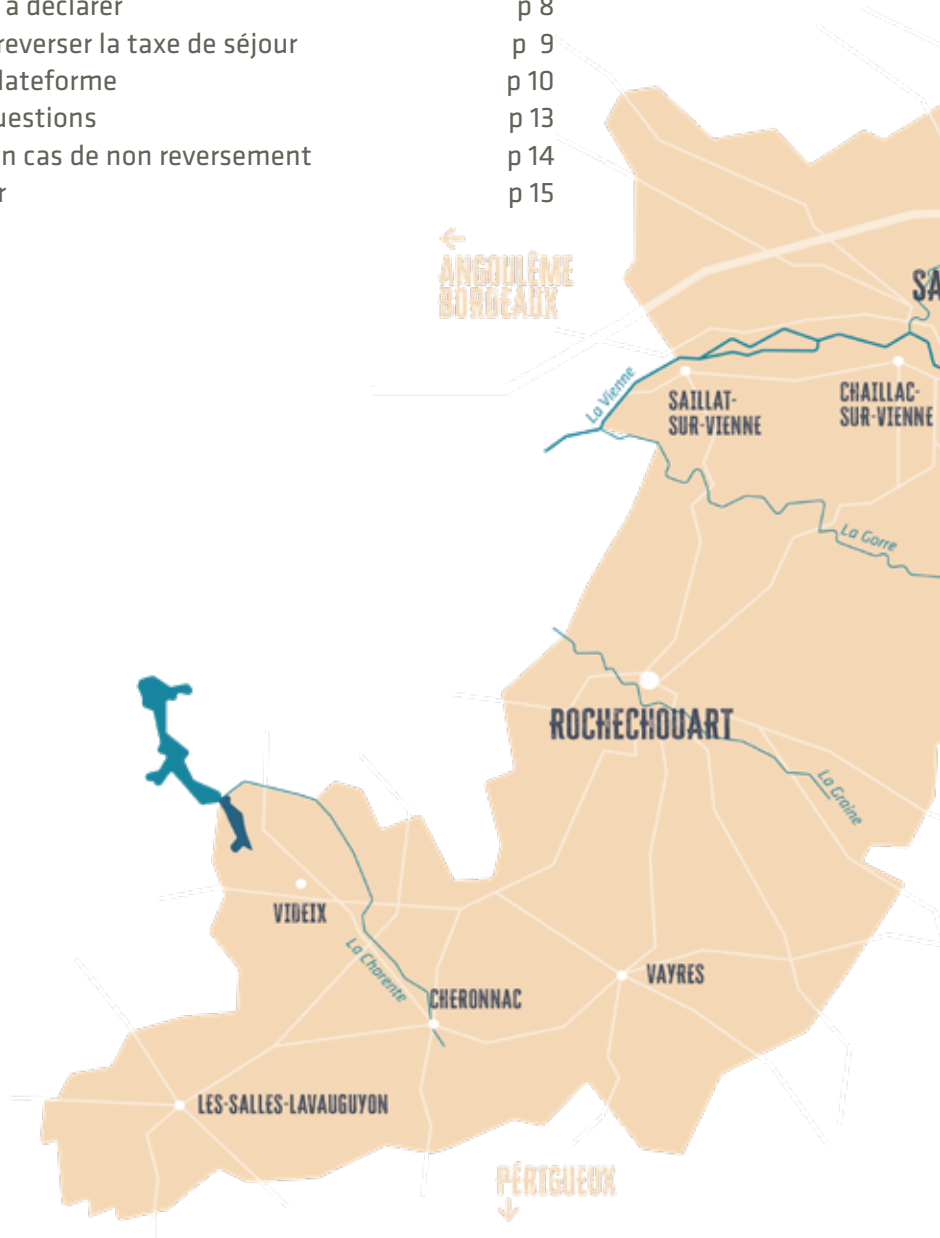 à déclarer p 8
reverser la taxe de séjour p 9
lateforme p 10
uestions p 13
n cas de non reversement p 14
r p 15
←
ANGOULÊME
BORDEAUX
SA
La Vienne
SAILLAT-
SUR-VIENNE
CHAILLAC-
SUR-VIENNE
La Gorre
ROCHECHOUART
La Graine
VIDEIX
La Charente
CHERONNAC
VAYRES
LES-SALLES-LAVAUGUYON
PÉRIGUEUX
↓